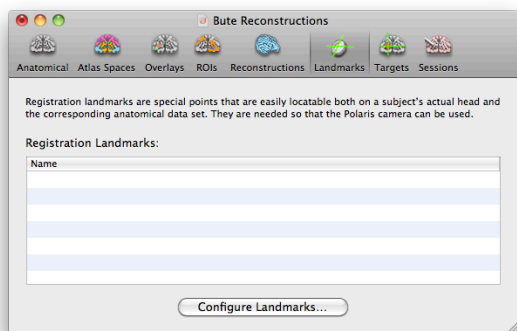 Bute Reconstructions
Anatomical Atlas Spaces Overlays ROIs Reconstructions Landmarks Targets Sessions
Registration landmarks are special points that are easily locatable both on a subject's actual head and
the corresponding anatomical data set. They are needed so that the Polaris camera can be used.
Registration Landmarks:
Name
Configure Landmarks...